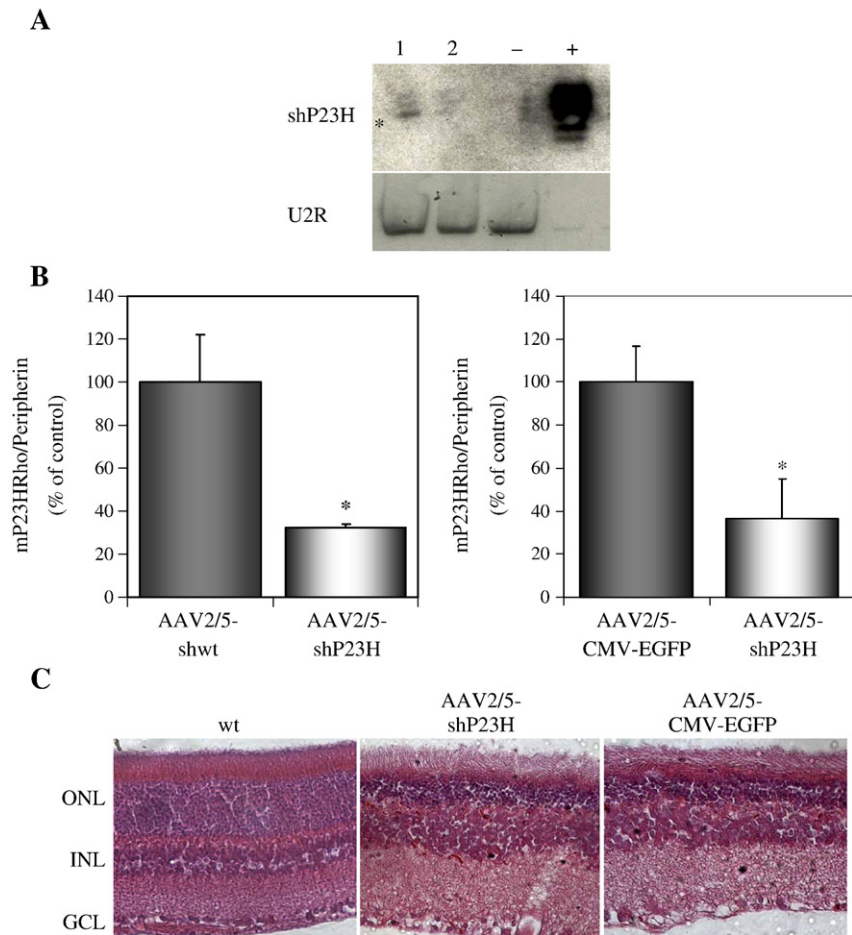 A
1 2 – +
shP23H
*
U2R
B
mP23HRho/Peripherin
(% of control)
140
120
100
80
60
40
20
0
*
AAV2/5-
shwt
AAV2/5-
shP23H
mP23HRho/Peripherin
(% of control)
140
120
100
80
60
40
20
0
*
AAV2/5-
CMV-EGFP
AAV2/5-
shP23H
C
wt
AAV2/5-
shP23H
AAV2/5-
CMV-EGFP
ONL
INL
GCL